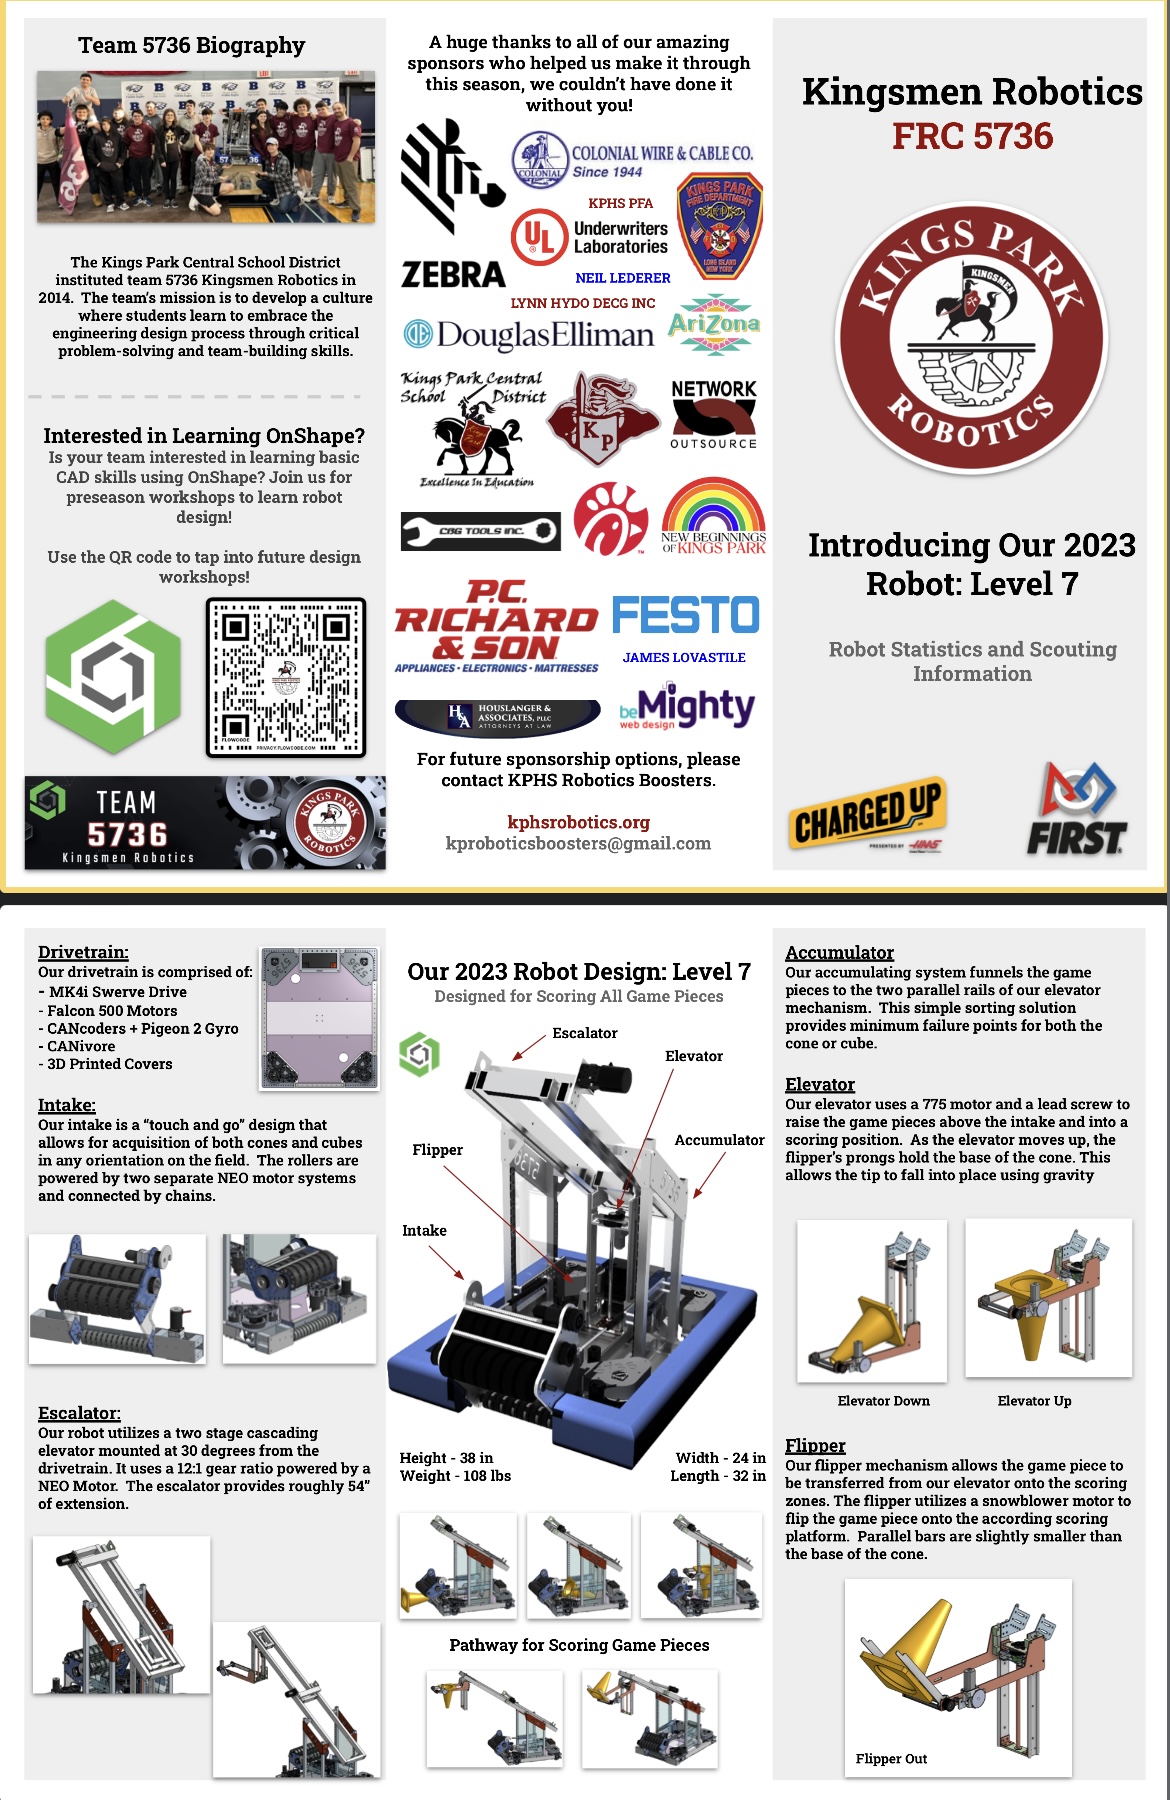 Team 5736 Biography
The Kings Park Central School District
instituted team 5736 Kingsmen Robotics in
2014. The team's mission is to develop a culture
where students learn to embrace the
engineering design process through critical
problem-solving and team-building skills.
Interested in Learning OnShape?
Is your team interested in learning basic
CAD skills using OnShape? Join us for
preseason workshops to learn robot
design!
Use the QR code to tap into future design
workshops!
FLOWCODE
PRIVACY.FLOWCODE.COM
TEAM
5736
Kingsmen Robotics
KINGS PARK
ROBOTICS
A huge thanks to all of our amazing
sponsors who helped us make it through
this season, we couldn't have done it
without you!
ZEBRA
COLONIAL
COLONIAL WIRE & CABLE CO.
Since 1944
KPHS PFA
UL
Underwriters
Laboratories
KINGS PARK
FIRE DEPARTMENT
LONG ISLAND
NEW YORK
NEIL LEDERER
LYNN HYDO DECG INC
DE DouglasElliman
AriZona
Kings Park Central
School District
Excellence In Education
KP
NETWORK
OUTSOURCE
CBG TOOLS INC.
NEW BEGINNINGS
OF KINGS PARK
P.C.
RICHARD
& SON
APPLIANCES • ELECTRONICS • MATTRESSES
FESTO
JAMES LOVASTILE
H&A
HOUSLANGER &
ASSOCIATES, PLLC
ATTORNEYS AT LAW
beMighty
web design
For future sponsorship options, please
contact KPHS Robotics Boosters.
kphsrobotics.org
kproboticsboosters@gmail.com
Kingsmen Robotics
FRC 5736
KINGS PARK
KINGSMEN
ROBOTICS
Introducing Our 2023
Robot: Level 7
Robot Statistics and Scouting
Information
CHARGED UP
PRESENTED BY HAAS
FIRST
Drivetrain:
Our drivetrain is comprised of:
- MK4i Swerve Drive
- Falcon 500 Motors
- CANcoders + Pigeon 2 Gyro
- CANivore
- 3D Printed Covers
5736
5736
Intake:
Our intake is a “touch and go” design that
allows for acquisition of both cones and cubes
in any orientation on the field. The rollers are
powered by two separate NEO motor systems
and connected by chains.
Escalator:
Our robot utilizes a two stage cascading
elevator mounted at 30 degrees from the
drivetrain. It uses a 12:1 gear ratio powered by a
NEO Motor. The escalator provides roughly 54”
of extension.
Our 2023 Robot Design: Level 7
Designed for Scoring All Game Pieces
Escalator
Elevator
Accumulator
Flipper
Intake
5736
Height - 38 in
Weight - 108 lbs
Width - 24 in
Length - 32 in
Pathway for Scoring Game Pieces
Accumulator
Our accumulating system funnels the game
pieces to the two parallel rails of our elevator
mechanism. This simple sorting solution
provides minimum failure points for both the
cone or cube.
Elevator
Our elevator uses a 775 motor and a lead screw to
raise the game pieces above the intake and into a
scoring position. As the elevator moves up, the
flipper's prongs hold the base of the cone. This
allows the tip to fall into place using gravity
Elevator Down
Elevator Up
Flipper
Our flipper mechanism allows the game piece to
be transferred from our elevator onto the scoring
zones. The flipper utilizes a snowblower motor to
flip the game piece onto the according scoring
platform. Parallel bars are slightly smaller than
the base of the cone.
Flipper Out